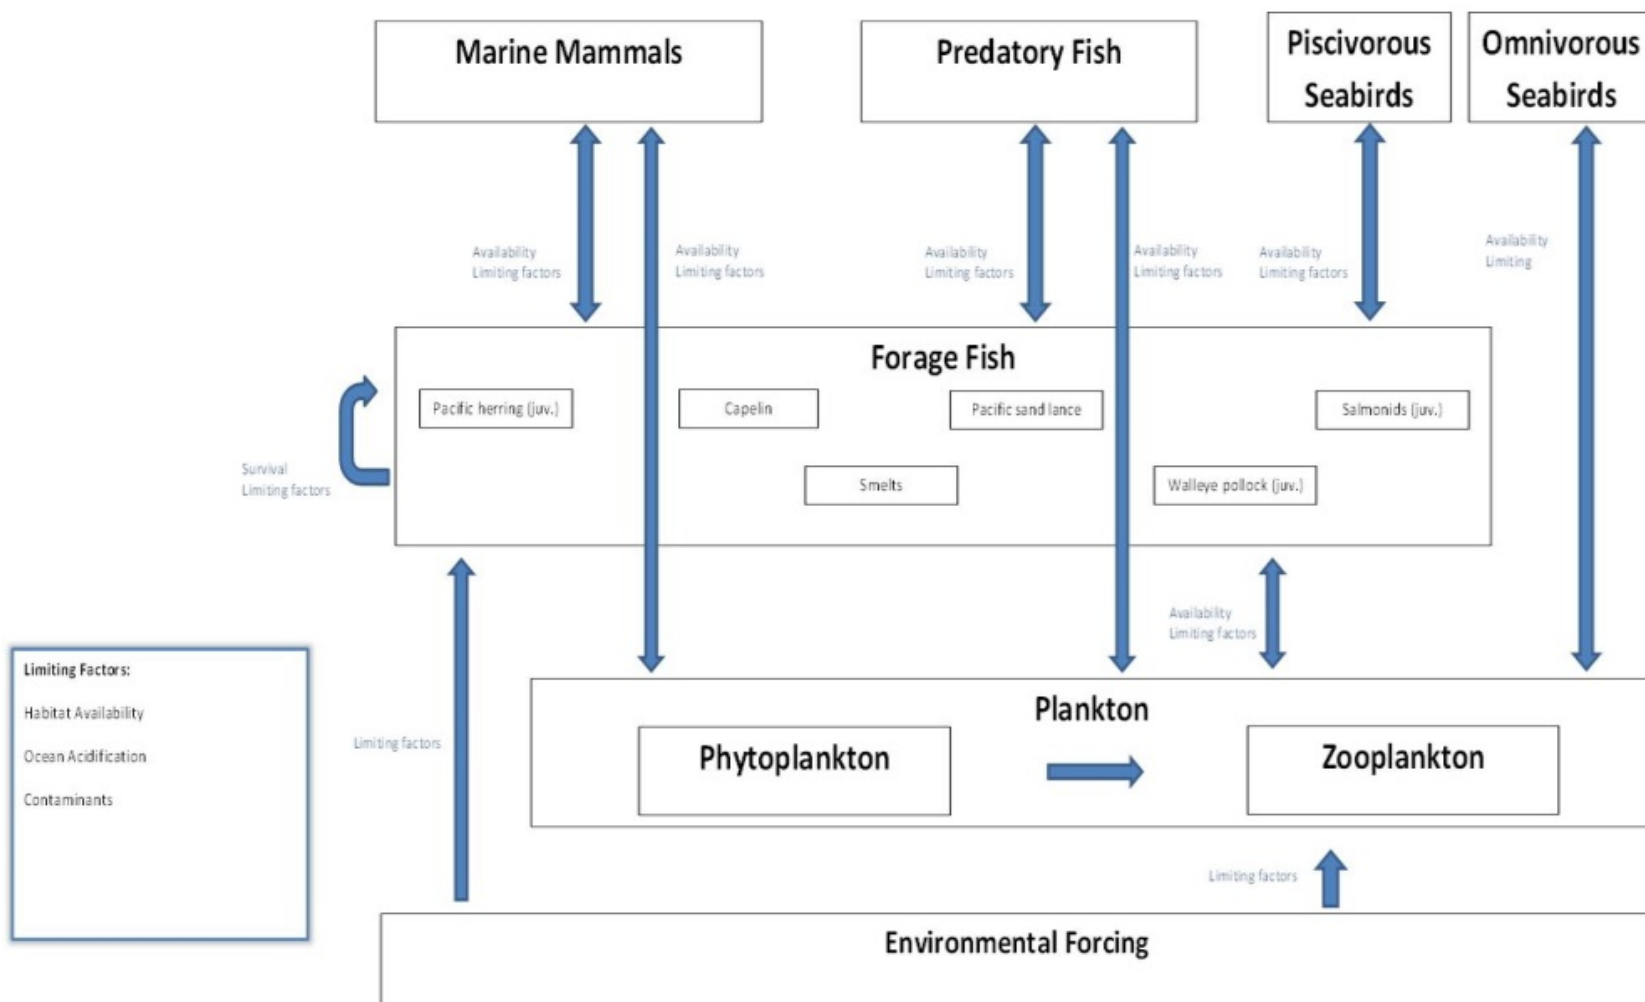 Marine Mammals
Predatory Fish
Piscivorous
Seabirds
Omnivorous
Seabirds
Availability
Limiting factors
Availability
Limiting factors
Availability
Limiting factors
Availability
Limiting factors
Availability
Limiting factors
Availability
Limiting
Forage Fish
Pacific herring (juv.)
Capelin
Pacific sand lance
Salmonids (juv.)
Smelts
Walleye pollock (juv.)
Survival
Limiting factors
Availability
Limiting factors
Limiting Factors:
Habitat Availability
Ocean Acidification
Contaminants
Limiting factors
Plankton
Phytoplankton
Zooplankton
Limiting factors
Environmental Forcing